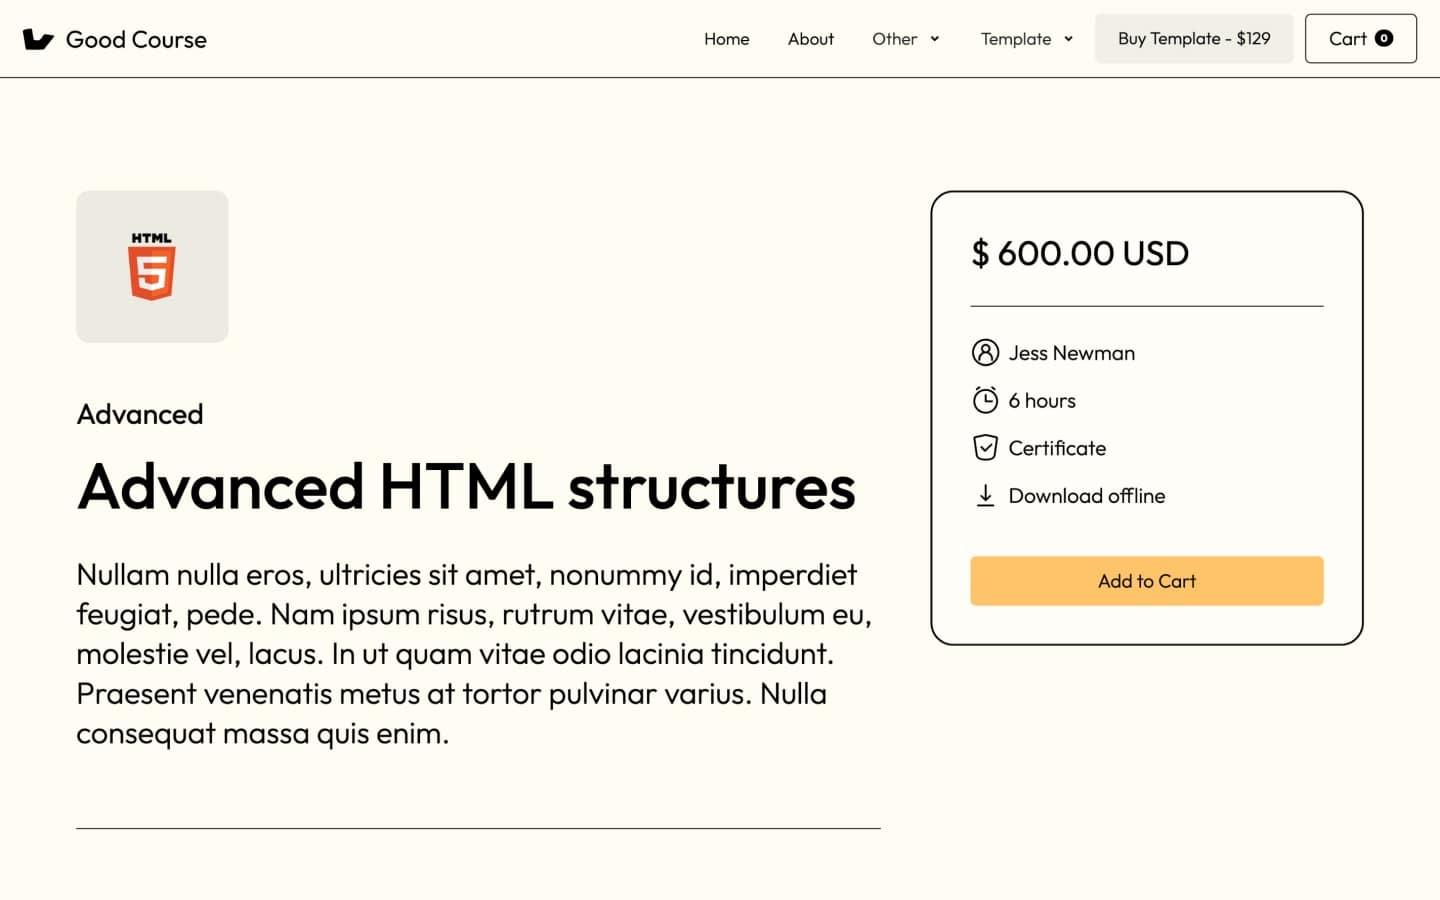 Good Course
Home
About
Other
Template
Buy Template - $129
Cart 0
HTML
5
Advanced
Advanced HTML structures
Nullam nulla eros, ultricies sit amet, nonummy id, imperdiet
feugiat, pede. Nam ipsum risus, rutrum vitae, vestibulum eu,
molestie vel, lacus. In ut quam vitae odio lacinia tincidunt.
Praesent venenatis metus at tortor pulvinar varius. Nulla
consequat massa quis enim.
$ 600.00 USD
Jess Newman
6 hours
Certificate
Download offline
Add to Cart